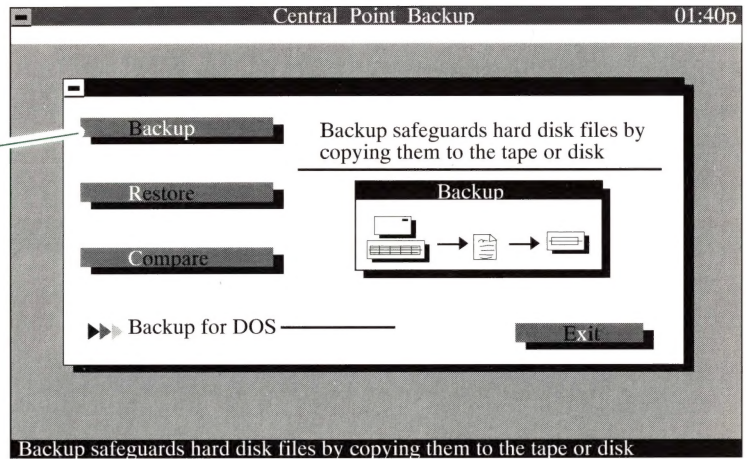 Central Point Backup 01:40p
Backup
Restore
Compare
Backup safeguards hard disk files by
copying them to the tape or disk
Backup
Backup for DOS
Exit
Backup safeguards hard disk files by copying them to the tape or disk